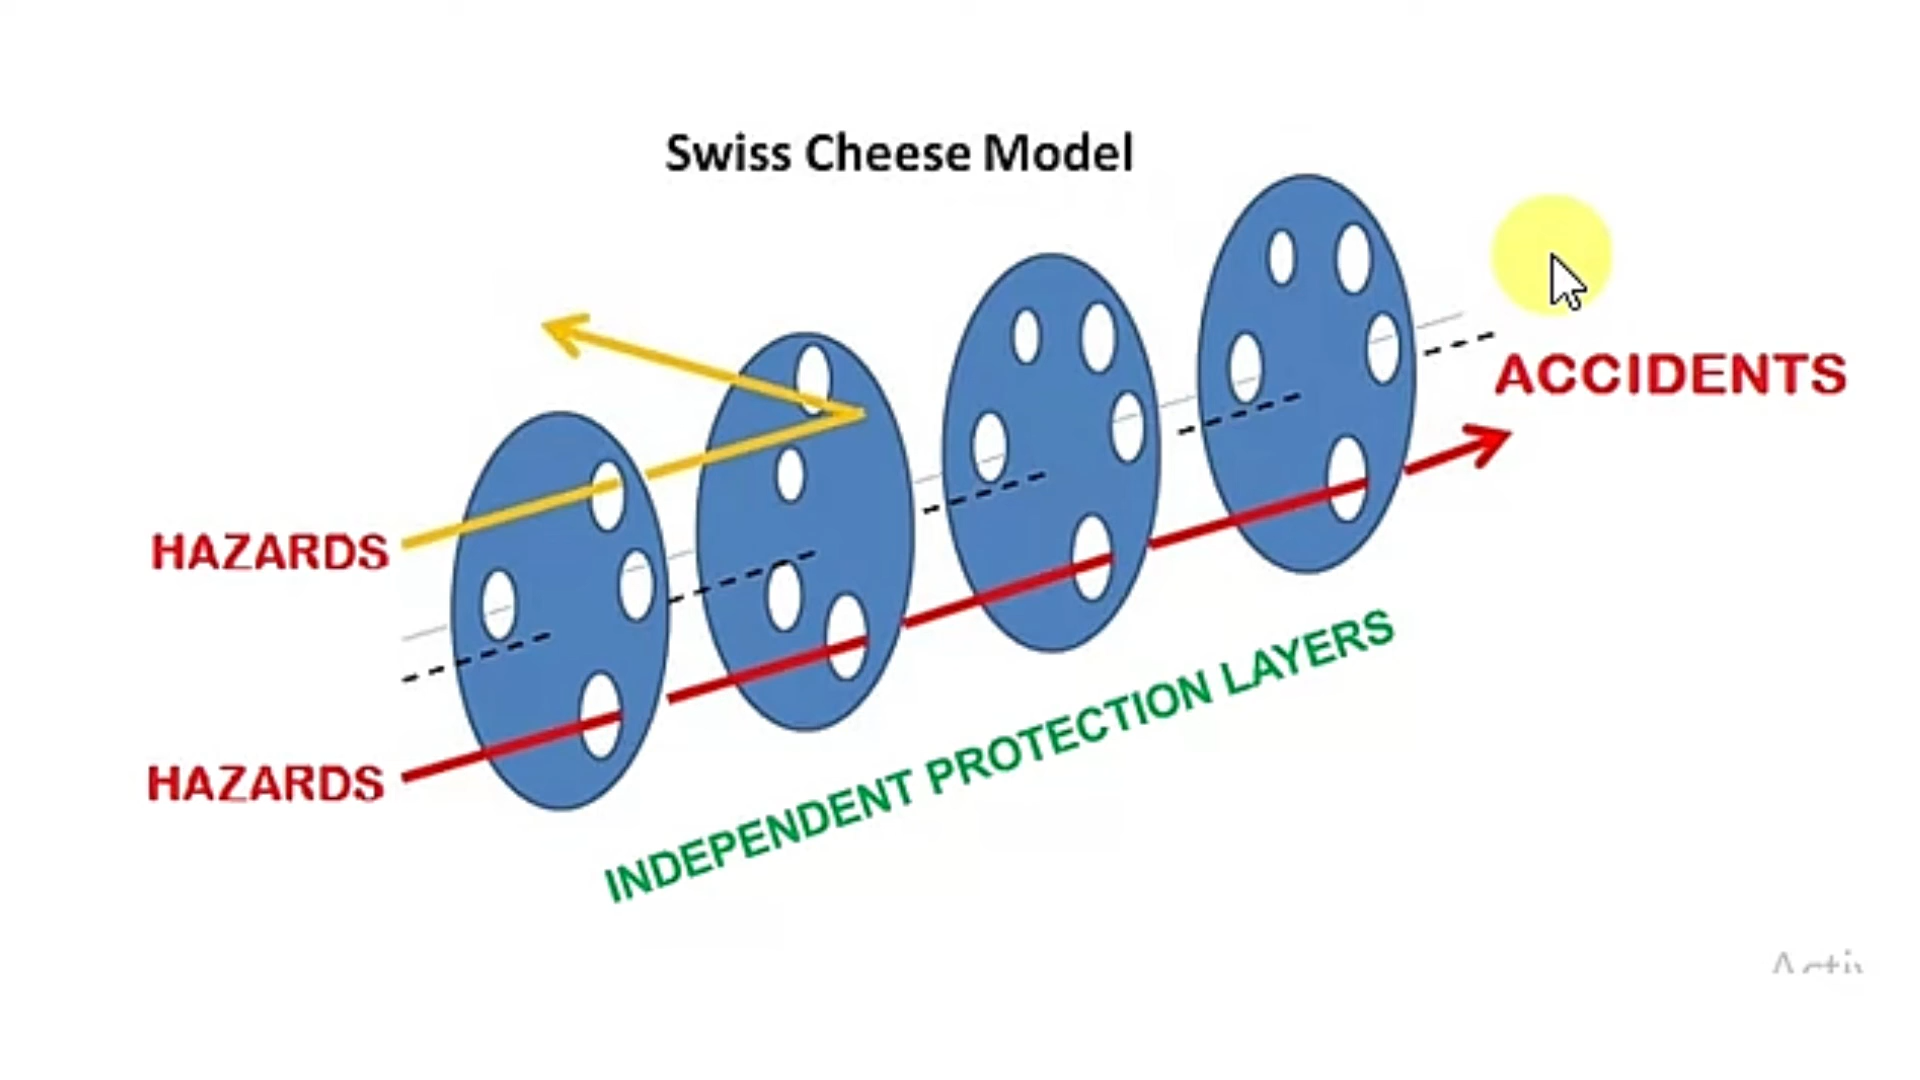 Swiss Cheese Model
ACCIDENTS
HAZARDS
HAZARDS
INDEPENDENT PROTECTION LAYERS